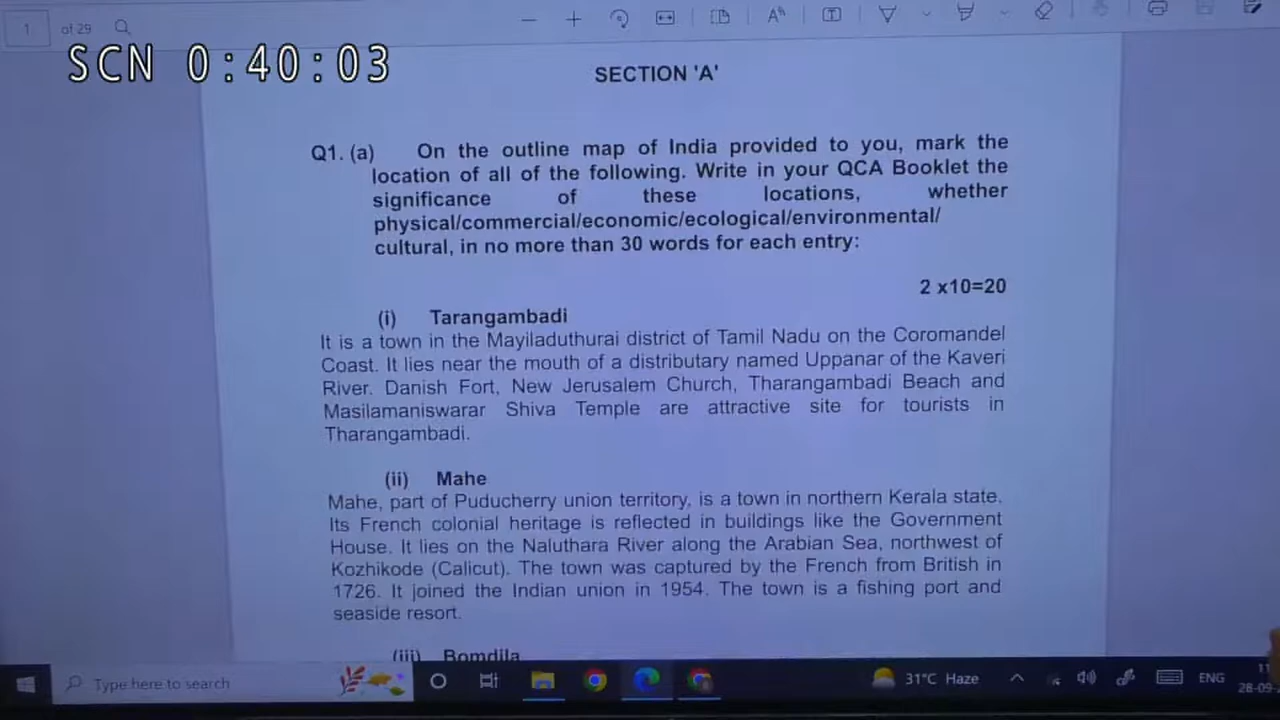 1 of 29
SCN 0:40:03
SECTION 'A'
Q1. (a) On the outline map of India provided to you, mark the
location of all of the following. Write in your QCA Booklet the
significance of these locations, whether
physical/commercial/economic/ecological/environmental/
cultural, in no more than 30 words for each entry:
2 x10=20
(i) Tarangambadi
It is a town in the Mayiladuthurai district of Tamil Nadu on the Coromandel
Coast. It lies near the mouth of a distributary named Uppanar of the Kaveri
River. Danish Fort, New Jerusalem Church, Tharangambadi Beach and
Masilamaniswarar Shiva Temple are attractive site for tourists in
Tharangambadi.
(ii) Mahe
Mahe, part of Puducherry union territory, is a town in northern Kerala state.
Its French colonial heritage is reflected in buildings like the Government
House. It lies on the Naluthara River along the Arabian Sea, northwest of
Kozhikode (Calicut). The town was captured by the French from British in
1726. It joined the Indian union in 1954. The town is a fishing port and
seaside resort.
(iii) Bomdila
Type here to search
31°C Haze
ENG
28-09-